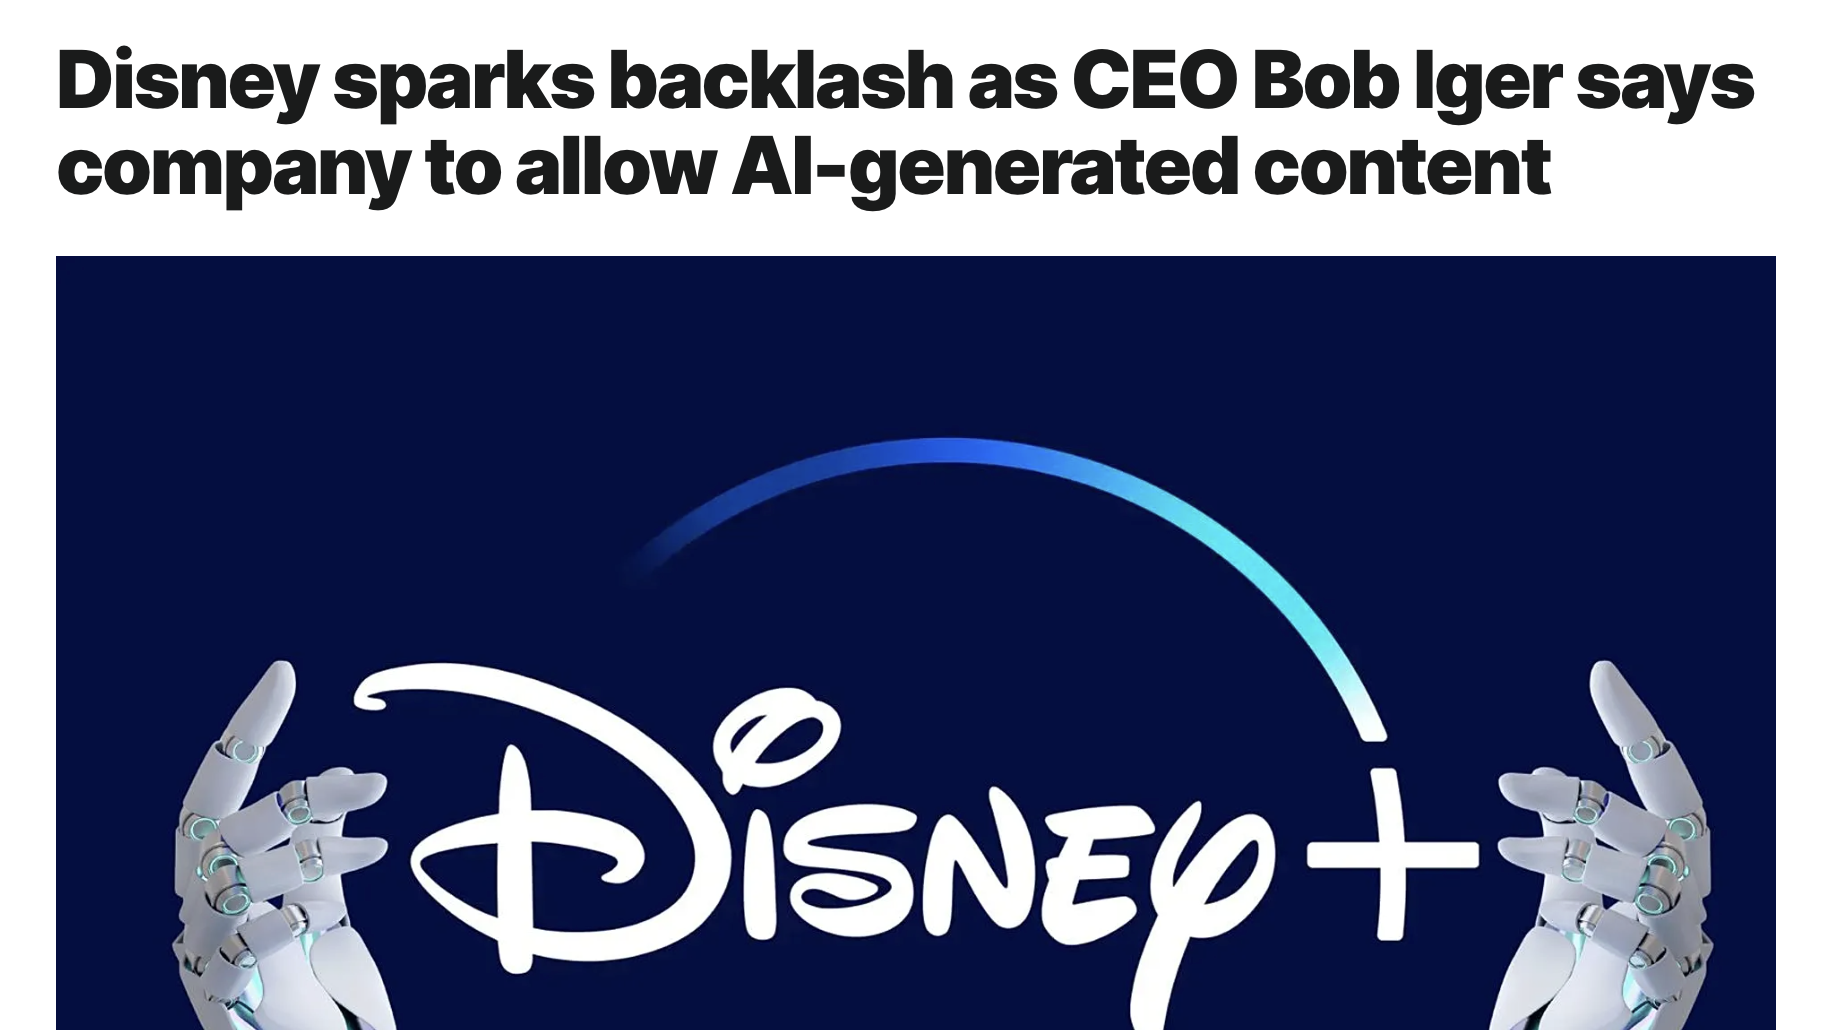 Disney sparks backlash as CEO Bob Iger says
company to allow AI-generated content
Disney+